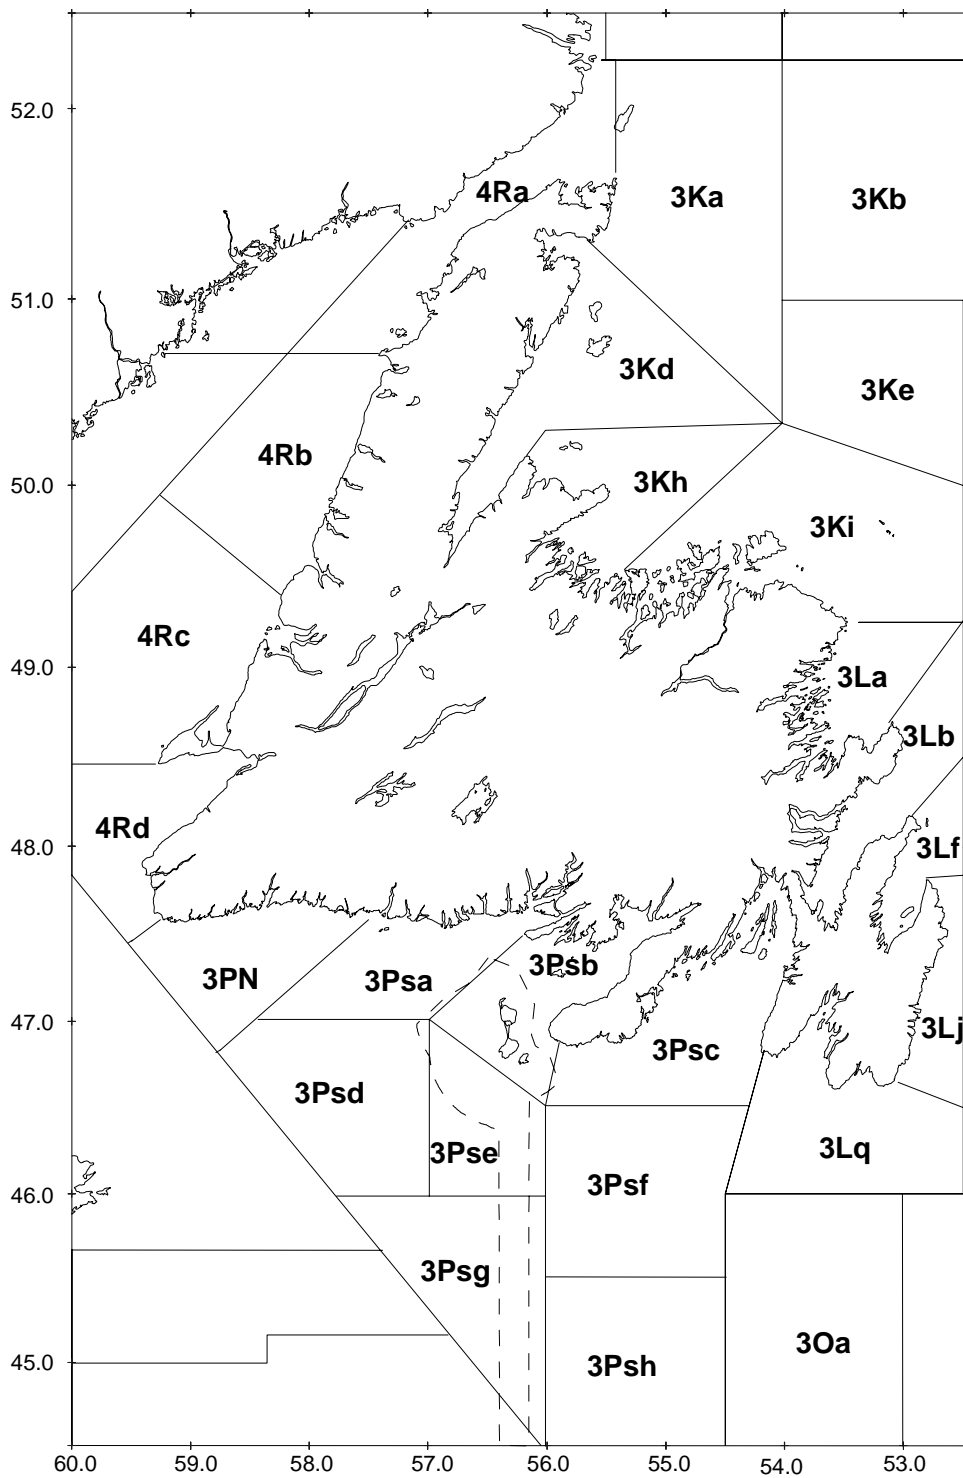 52.0
4Ra
3Ka
3Kb
51.0
3Kd
3Ke
4Rb
3Kh
50.0
3Ki
4Rc
49.0
3La
3Lb
4Rd
48.0
3Lf
3PN
3Psa
3Psb
47.0
3Psc
3Lj
3Psd
3Pse
3Lq
3Psf
46.0
3Psg
3Oa
3Psh
45.0
60.0 59.0 58.0 57.0 56.0 55.0 54.0 53.0